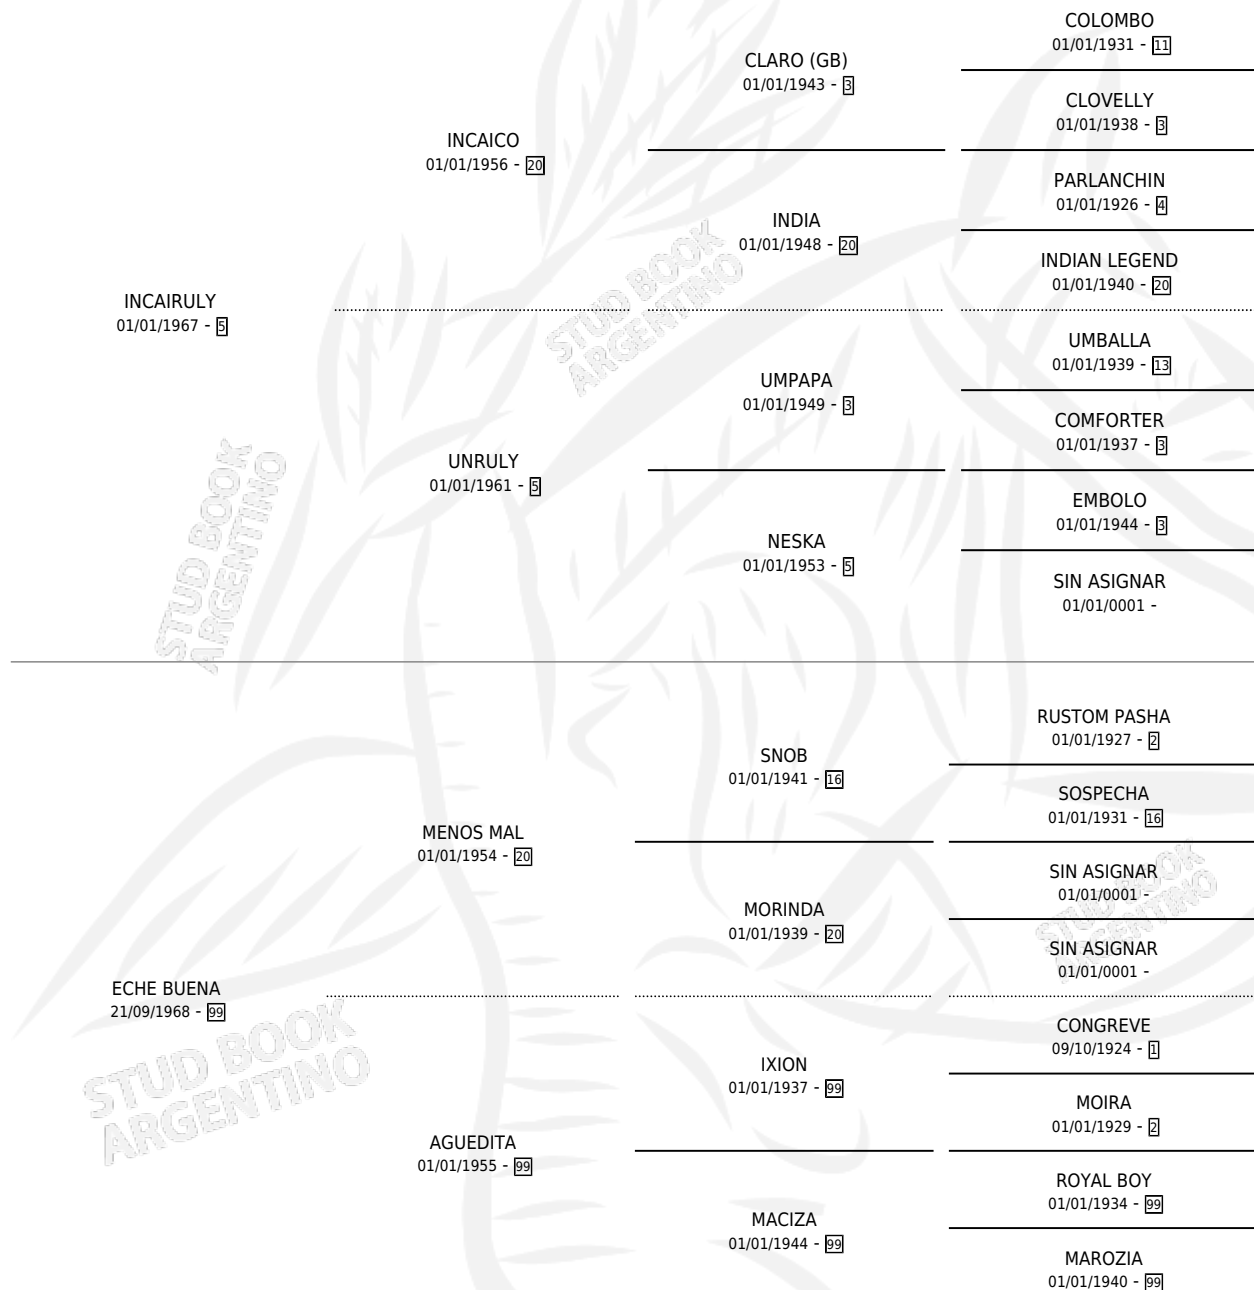 COLOMBO
01/01/1931 - 11
CLARO (GB)
01/01/1943 - 3
CLOVELLY
01/01/1938 - 3
INCAICO
01/01/1956 - 20
PARLANCHIN
01/01/1926 - 4
INDIA
01/01/1948 - 20
INDIAN LEGEND
01/01/1940 - 20
INCAIRULY
01/01/1967 - 5
UMBALLA
01/01/1939 - 13
UMPAPA
01/01/1949 - 3
COMFORTER
01/01/1937 - 3
UNRULY
01/01/1961 - 5
EMBOLO
01/01/1944 - 3
NESKA
01/01/1953 - 5
SIN ASIGNAR
01/01/0001 -
RUSTOM PASHA
01/01/1927 - 2
SNOB
01/01/1941 - 16
SOSPECHA
01/01/1931 - 16
MENOS MAL
01/01/1954 - 20
SIN ASIGNAR
01/01/0001 -
MORINDA
01/01/1939 - 20
SIN ASIGNAR
01/01/0001 -
ECHE BUENA
21/09/1968 - 99
CONGREVE
09/10/1924 - 1
IXION
01/01/1937 - 99
MOIRA
01/01/1929 - 2
AGUEDITA
01/01/1955 - 99
ROYAL BOY
01/01/1934 - 99
MACIZA
01/01/1944 - 99
MAROZIA
01/01/1940 - 99
STUD BOOK
ARGENTINO
STUD BOOK
ARGENTINO
STUD BOOK
ARGENTINO
STUD BOOK
ARGENTINO